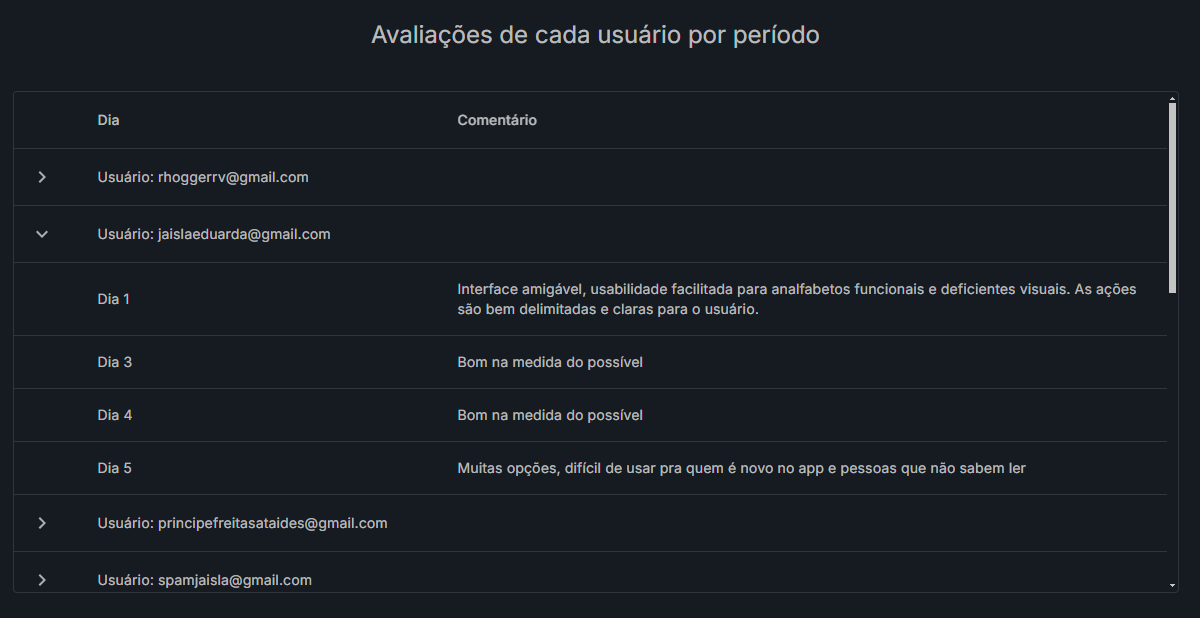 Avaliações de cada usuário por período
Dia
Comentário
Usuário: rhoggerrv@gmail.com
Usuário: jaislaeduarda@gmail.com
Dia 1
Interface amigável, usabilidade facilitada para analfabetos funcionais e deficientes visuais. As ações
são bem delimitadas e claras para o usuário.
Dia 3
Bom na medida do possível
Dia 4
Bom na medida do possível
Dia 5
Muitas opções, difícil de usar pra quem é novo no app e pessoas que não sabem ler
Usuário: principefreitasataides@gmail.com
Usuário: spamjaisla@gmail.com